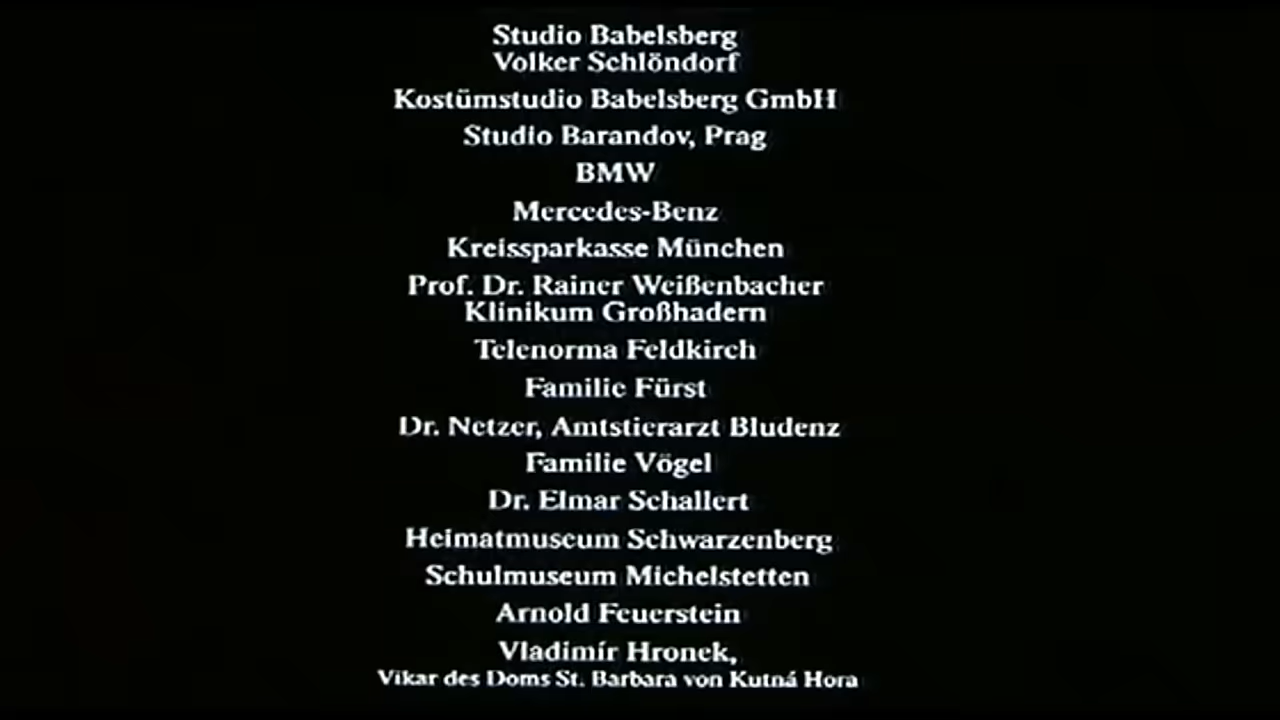 Studio Babelsberg
Volker Schlöndorf
Kostümstudio Babelsberg GmbH
Studio Barandov, Prag
BMW
Mercedes-Benz
Kreissparkasse München
Prof. Dr. Rainer Weißenbacher
Klinikum Großhadern
Telenorma Feldkirch
Familie Fürst
Dr. Netzer, Amtstierarzt Bludenz
Familie Vögel
Dr. Elmar Schallert
Heimatmuseum Schwarzenberg
Schulmuseum Michelstetten
Arnold Feuerstein
Vladimír Hronek,
Vikar des Doms St. Barbara von Kutná Hora